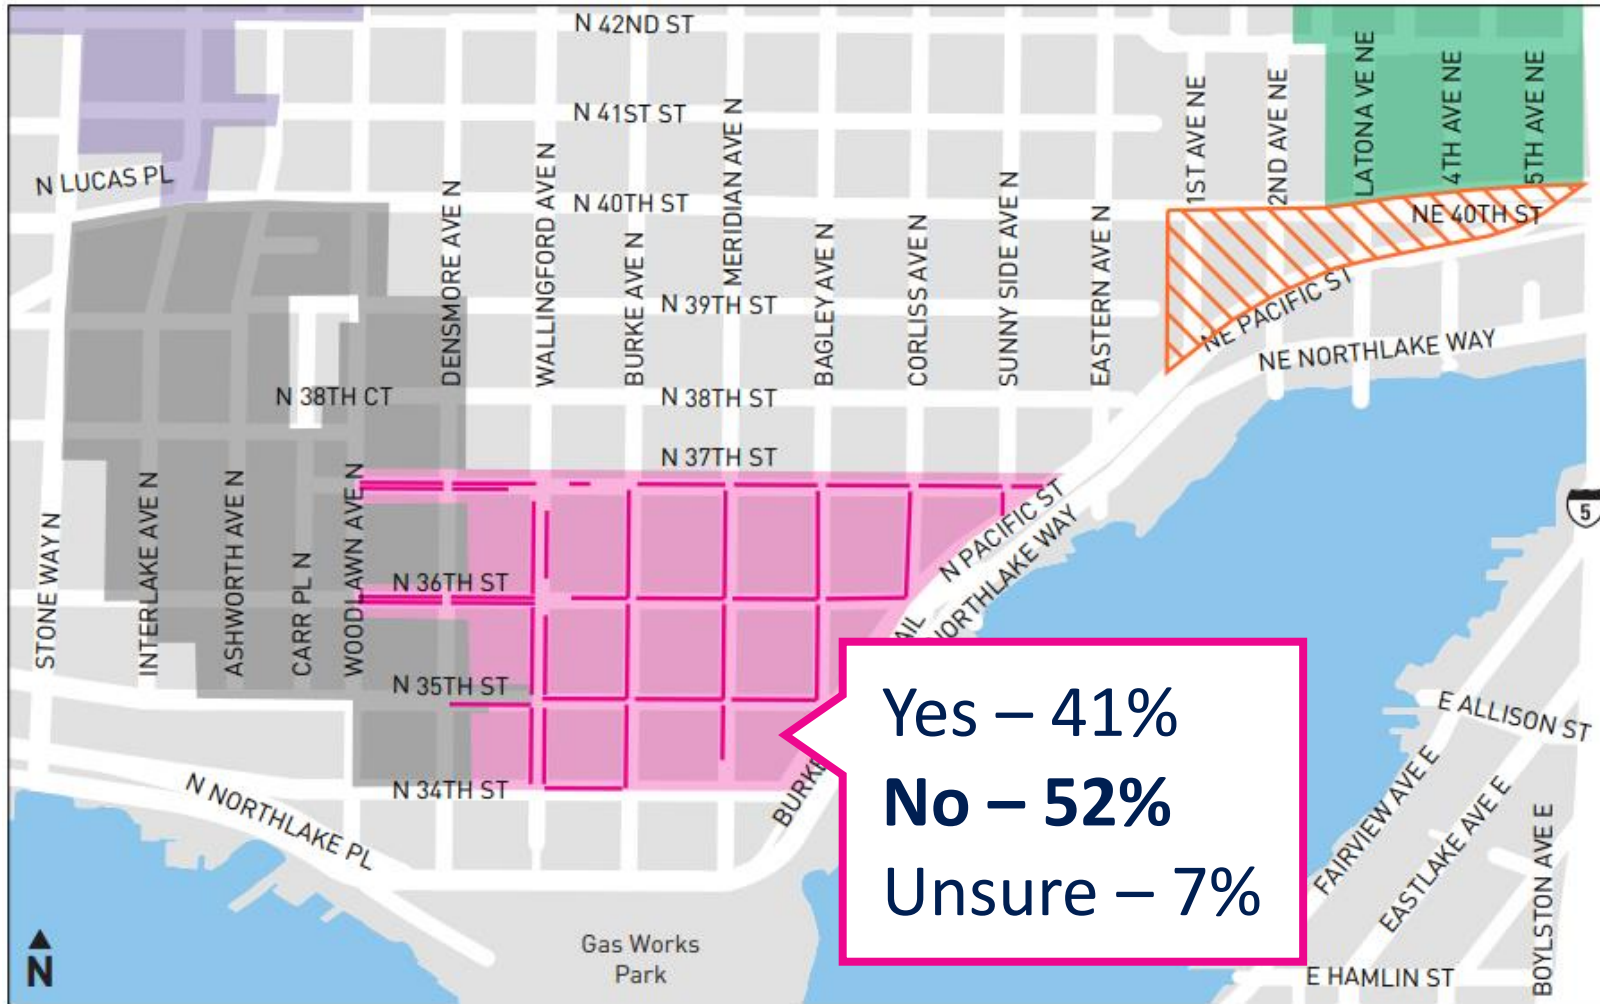 N 42ND ST
N 41ST ST
N LUCAS PL
N 40TH ST
NE 40TH ST
N 39TH ST
N 38TH CT
N 38TH ST
N 37TH ST
N 36TH ST
N 35TH ST
N 34TH ST
STONE WAY N
INTERLAKE AVE N
ASHWORTH AVE N
CARR PL N
WOODLAWN AVE N
DENSMORE AVE N
WALLINGFORD AVE N
BURKE AVE N
MERIDIAN AVE N
BAGLEY AVE N
CORLISS AVE N
SUNNY SIDE AVE N
EASTERN AVE N
1ST AVE NE
2ND AVE NE
LATONA AVE NE
4TH AVE NE
5TH AVE NE
NE PACIFIC ST
NE NORTHLAKE WAY
5
N PACIFIC ST
NORTHLAKE WAY
AIL
BURKE
Yes – 41%
No – 52%
Unsure – 7%
E ALLISON ST
FAIRVIEW AVE E
EASTLAKE AVE E
BOYLSTON AVE E
E HAMLIN ST
N NORTHLAKE PL
Gas Works
Park
N